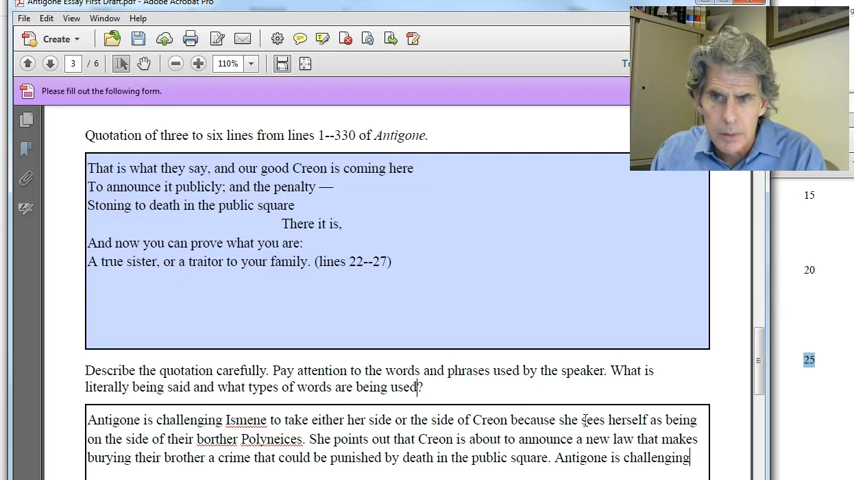 Antigone Essay First Draft.pdf - Adobe Acrobat Pro
File Edit View Window Help
Create
3 / 6 110%
Please fill out the following form.
Quotation of three to six lines from lines 1--330 of Antigone.
That is what they say, and our good Creon is coming here
To announce it publicly; and the penalty —
Stoning to death in the public square
There it is,
And now you can prove what you are:
A true sister, or a traitor to your family. (lines 22--27)
Describe the quotation carefully. Pay attention to the words and phrases used by the speaker. What is
literally being said and what types of words are being used?
Antigone is challenging Ismene to take either her side or the side of Creon because she sees herself as being
on the side of their borther Polyneices. She points out that Creon is about to announce a new law that makes
burying their brother a crime that could be punished by death in the public square. Antigone is challenging
15
20
25